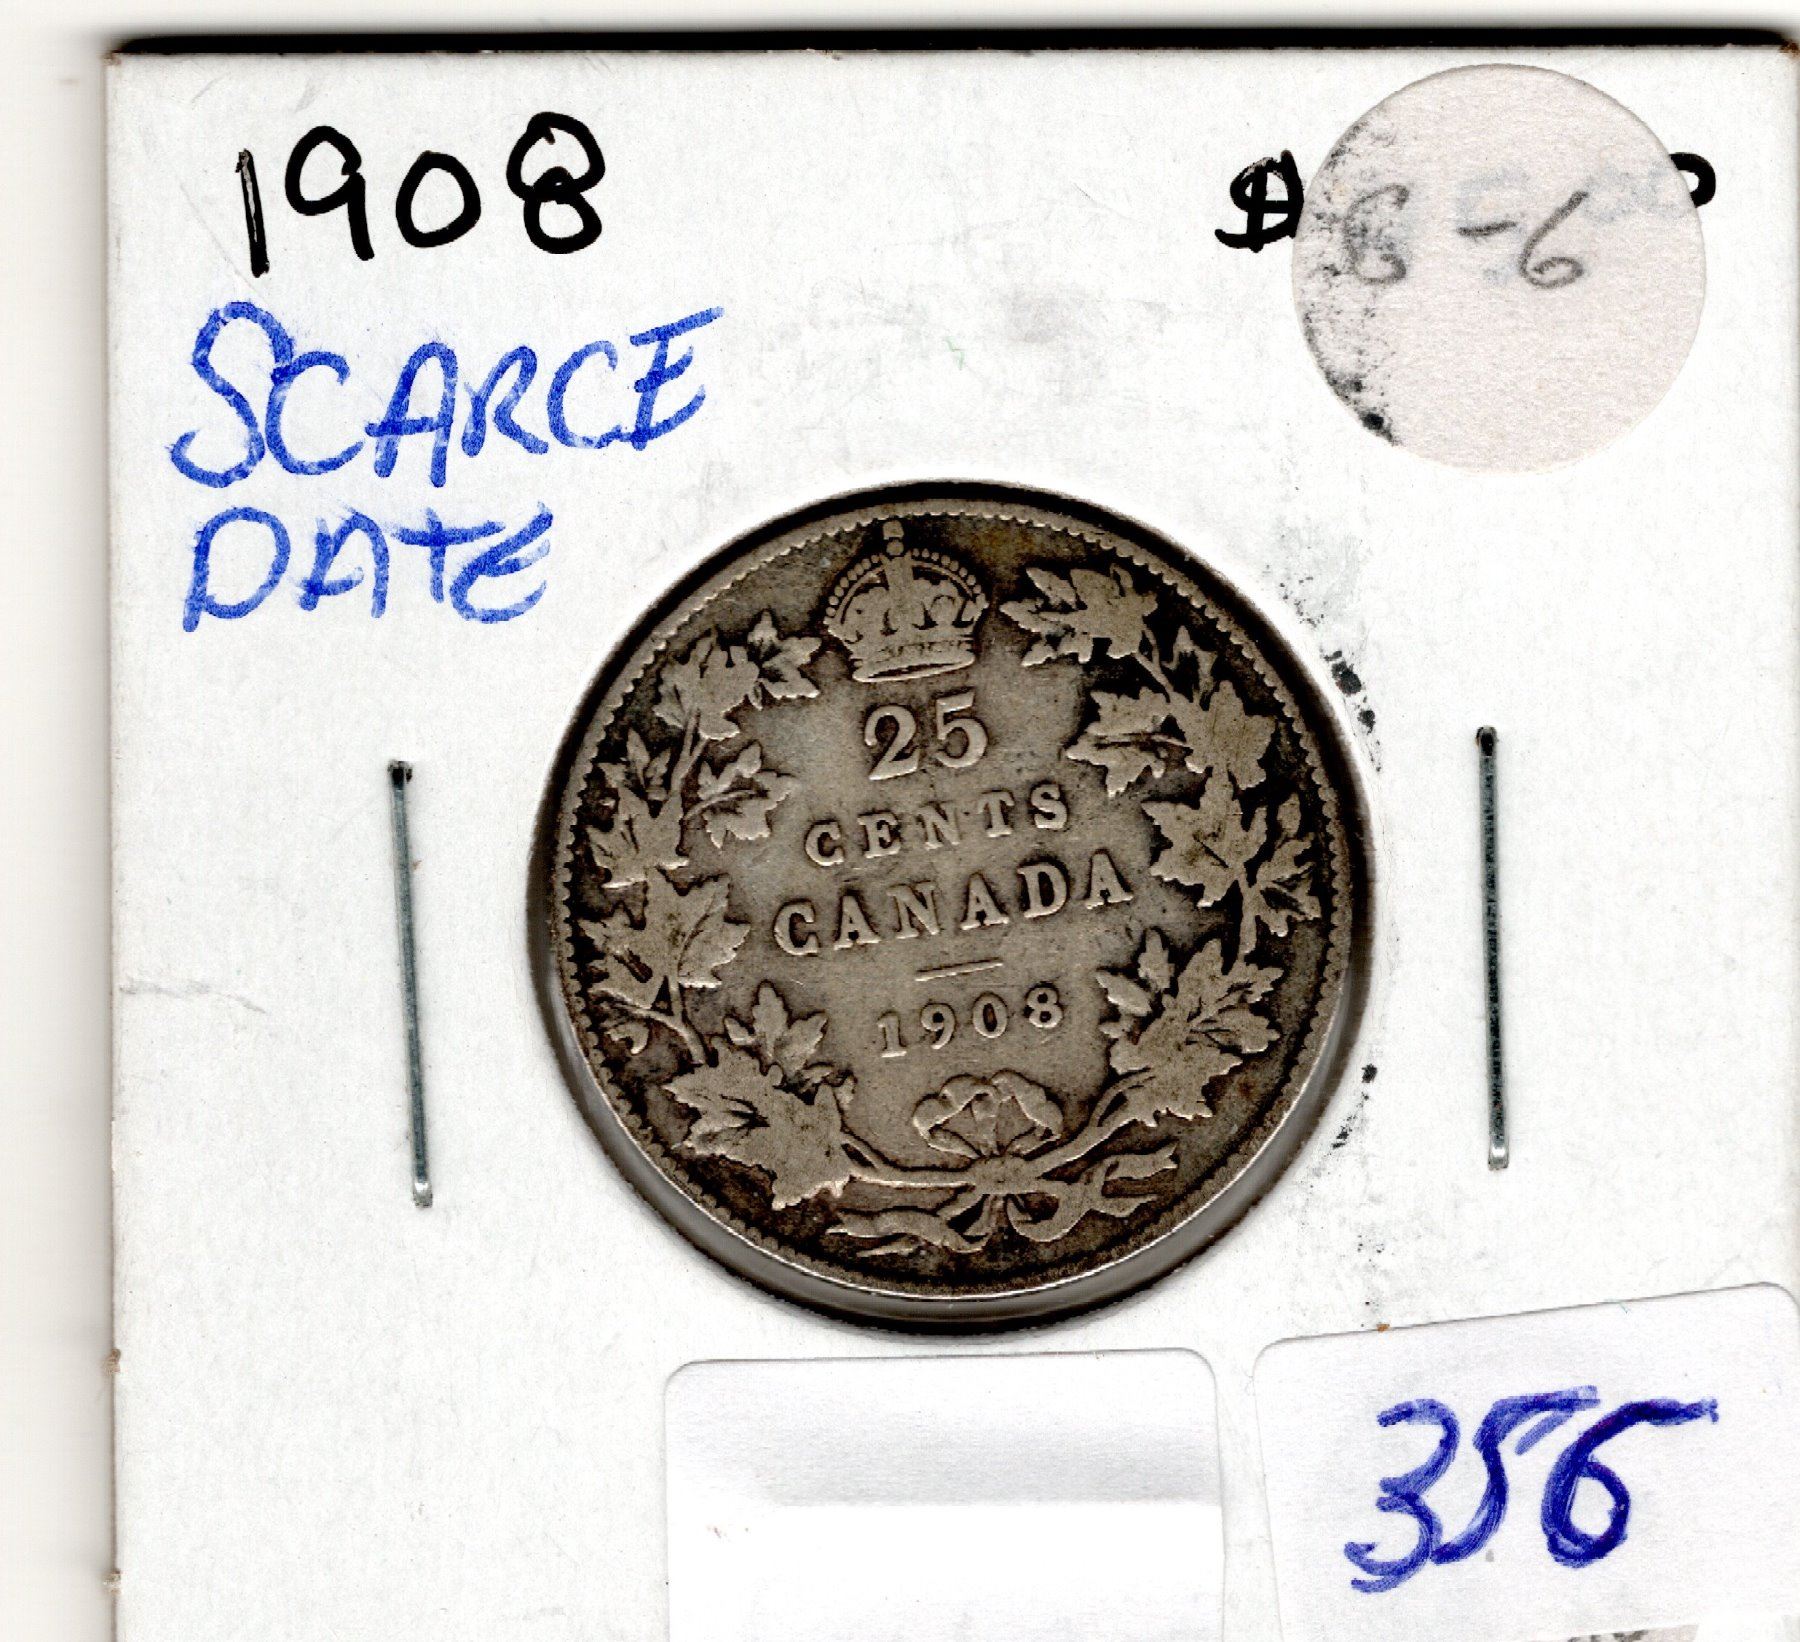 1908
$
G -6
SCARCE
DATE
25
CENTS
CANADA
1908
356